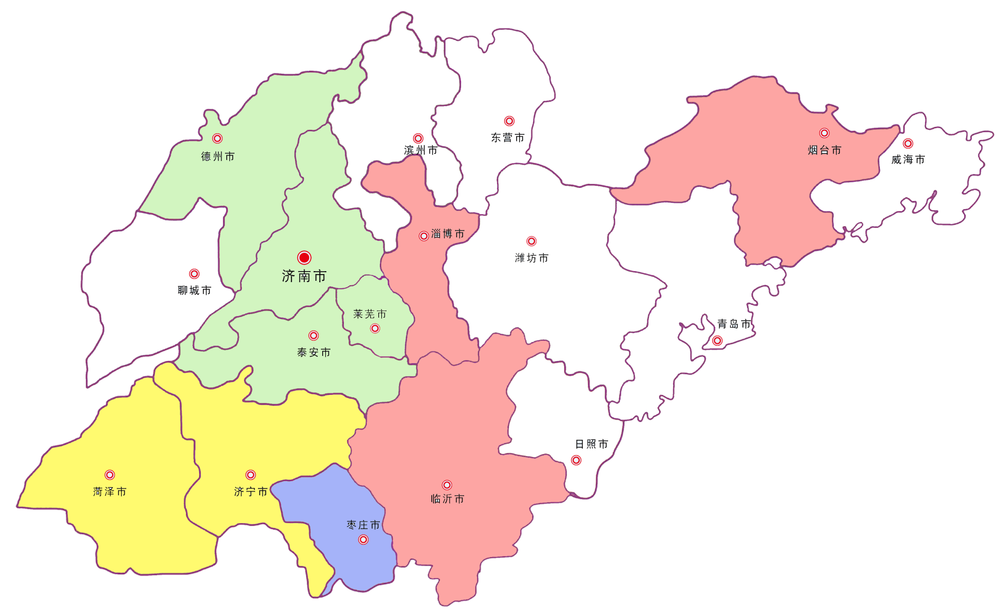 东营市
滨州市
烟台市
德州市
威海市
淄博市
潍坊市
济南市
聊城市
莱芜市
青岛市
泰安市
日照市
菏泽市
济宁市
临沂市
枣庄市